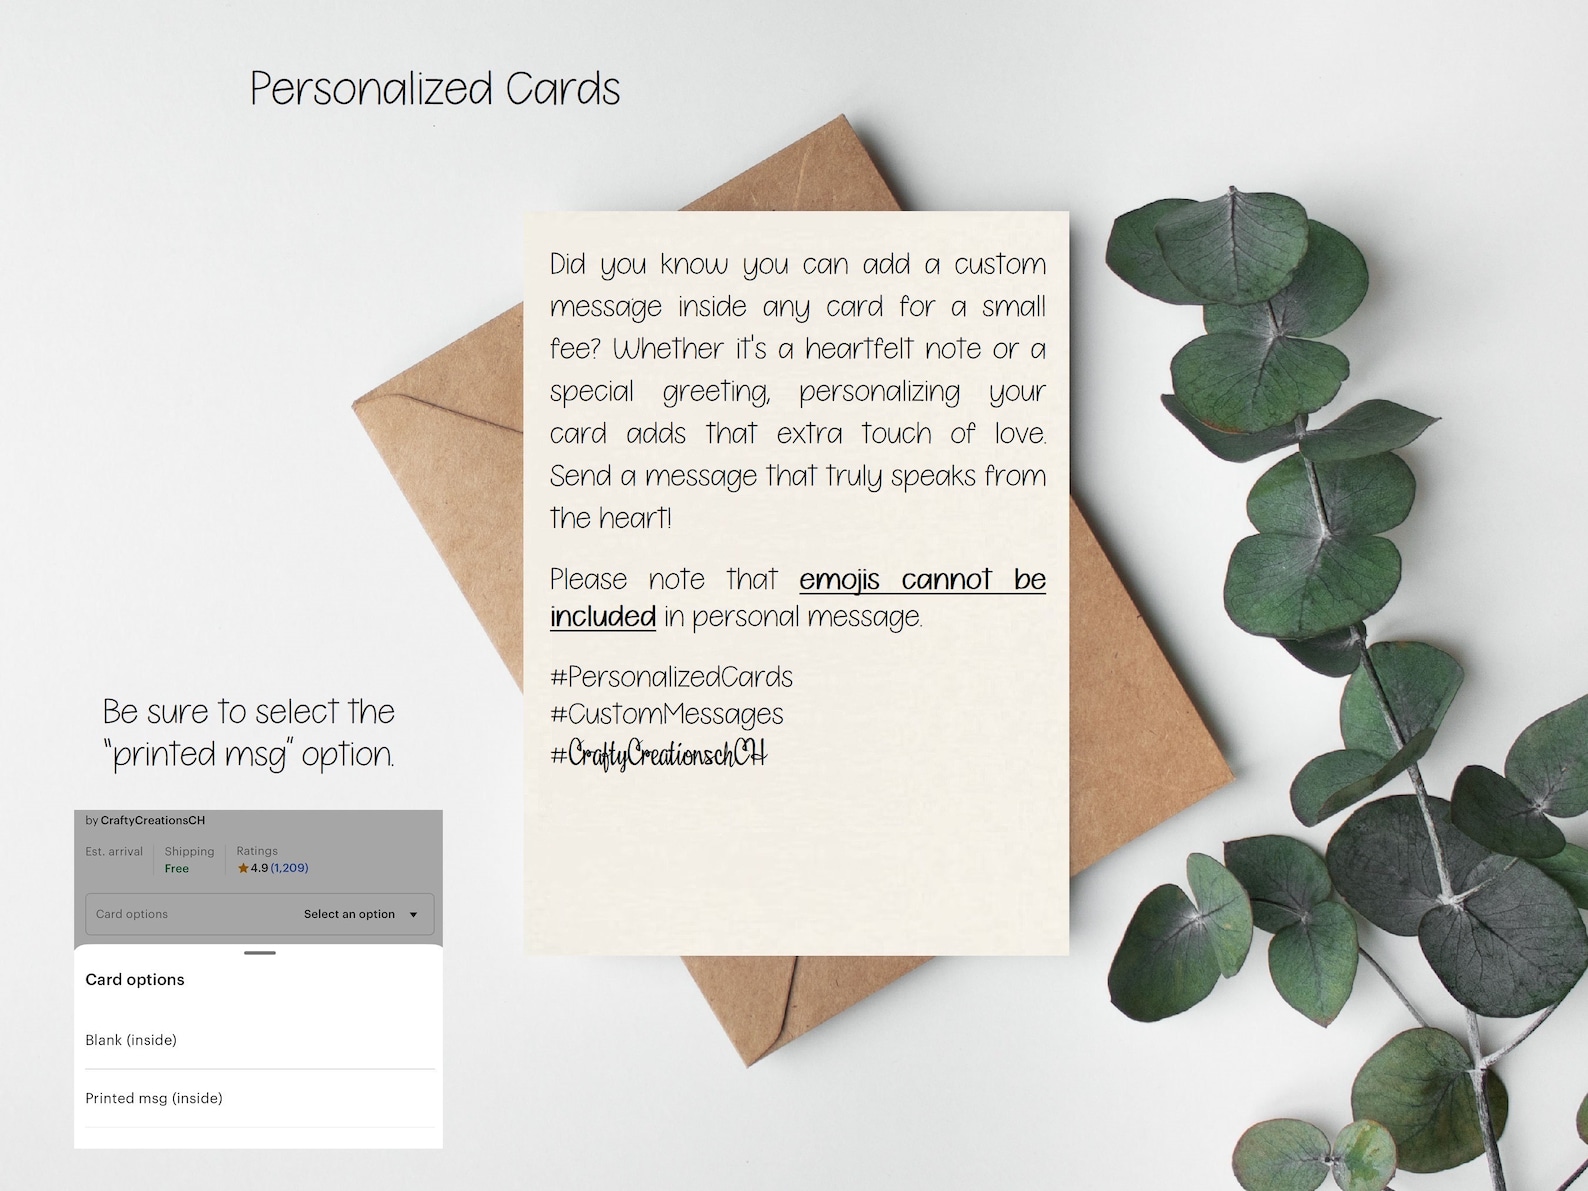 Personalized Cards
Did you know you can add a custom
message inside any card for a small
fee? Whether it's a heartfelt note or a
special greeting, personalizing your
card adds that extra touch of love.
Send a message that truly speaks from
the heart!
Please note that emojis cannot be
included in personal message.
#PersonalizedCards
#CustomMessages
#CraftyCreationschCH
Be sure to select the
"printed msg" option.
by CraftyCreationsCH
Est. arrival Shipping Ratings
Free ★ 4.9 (1,209)
Card options Select an option ▼
Card options
Blank (inside)
Printed msg (inside)